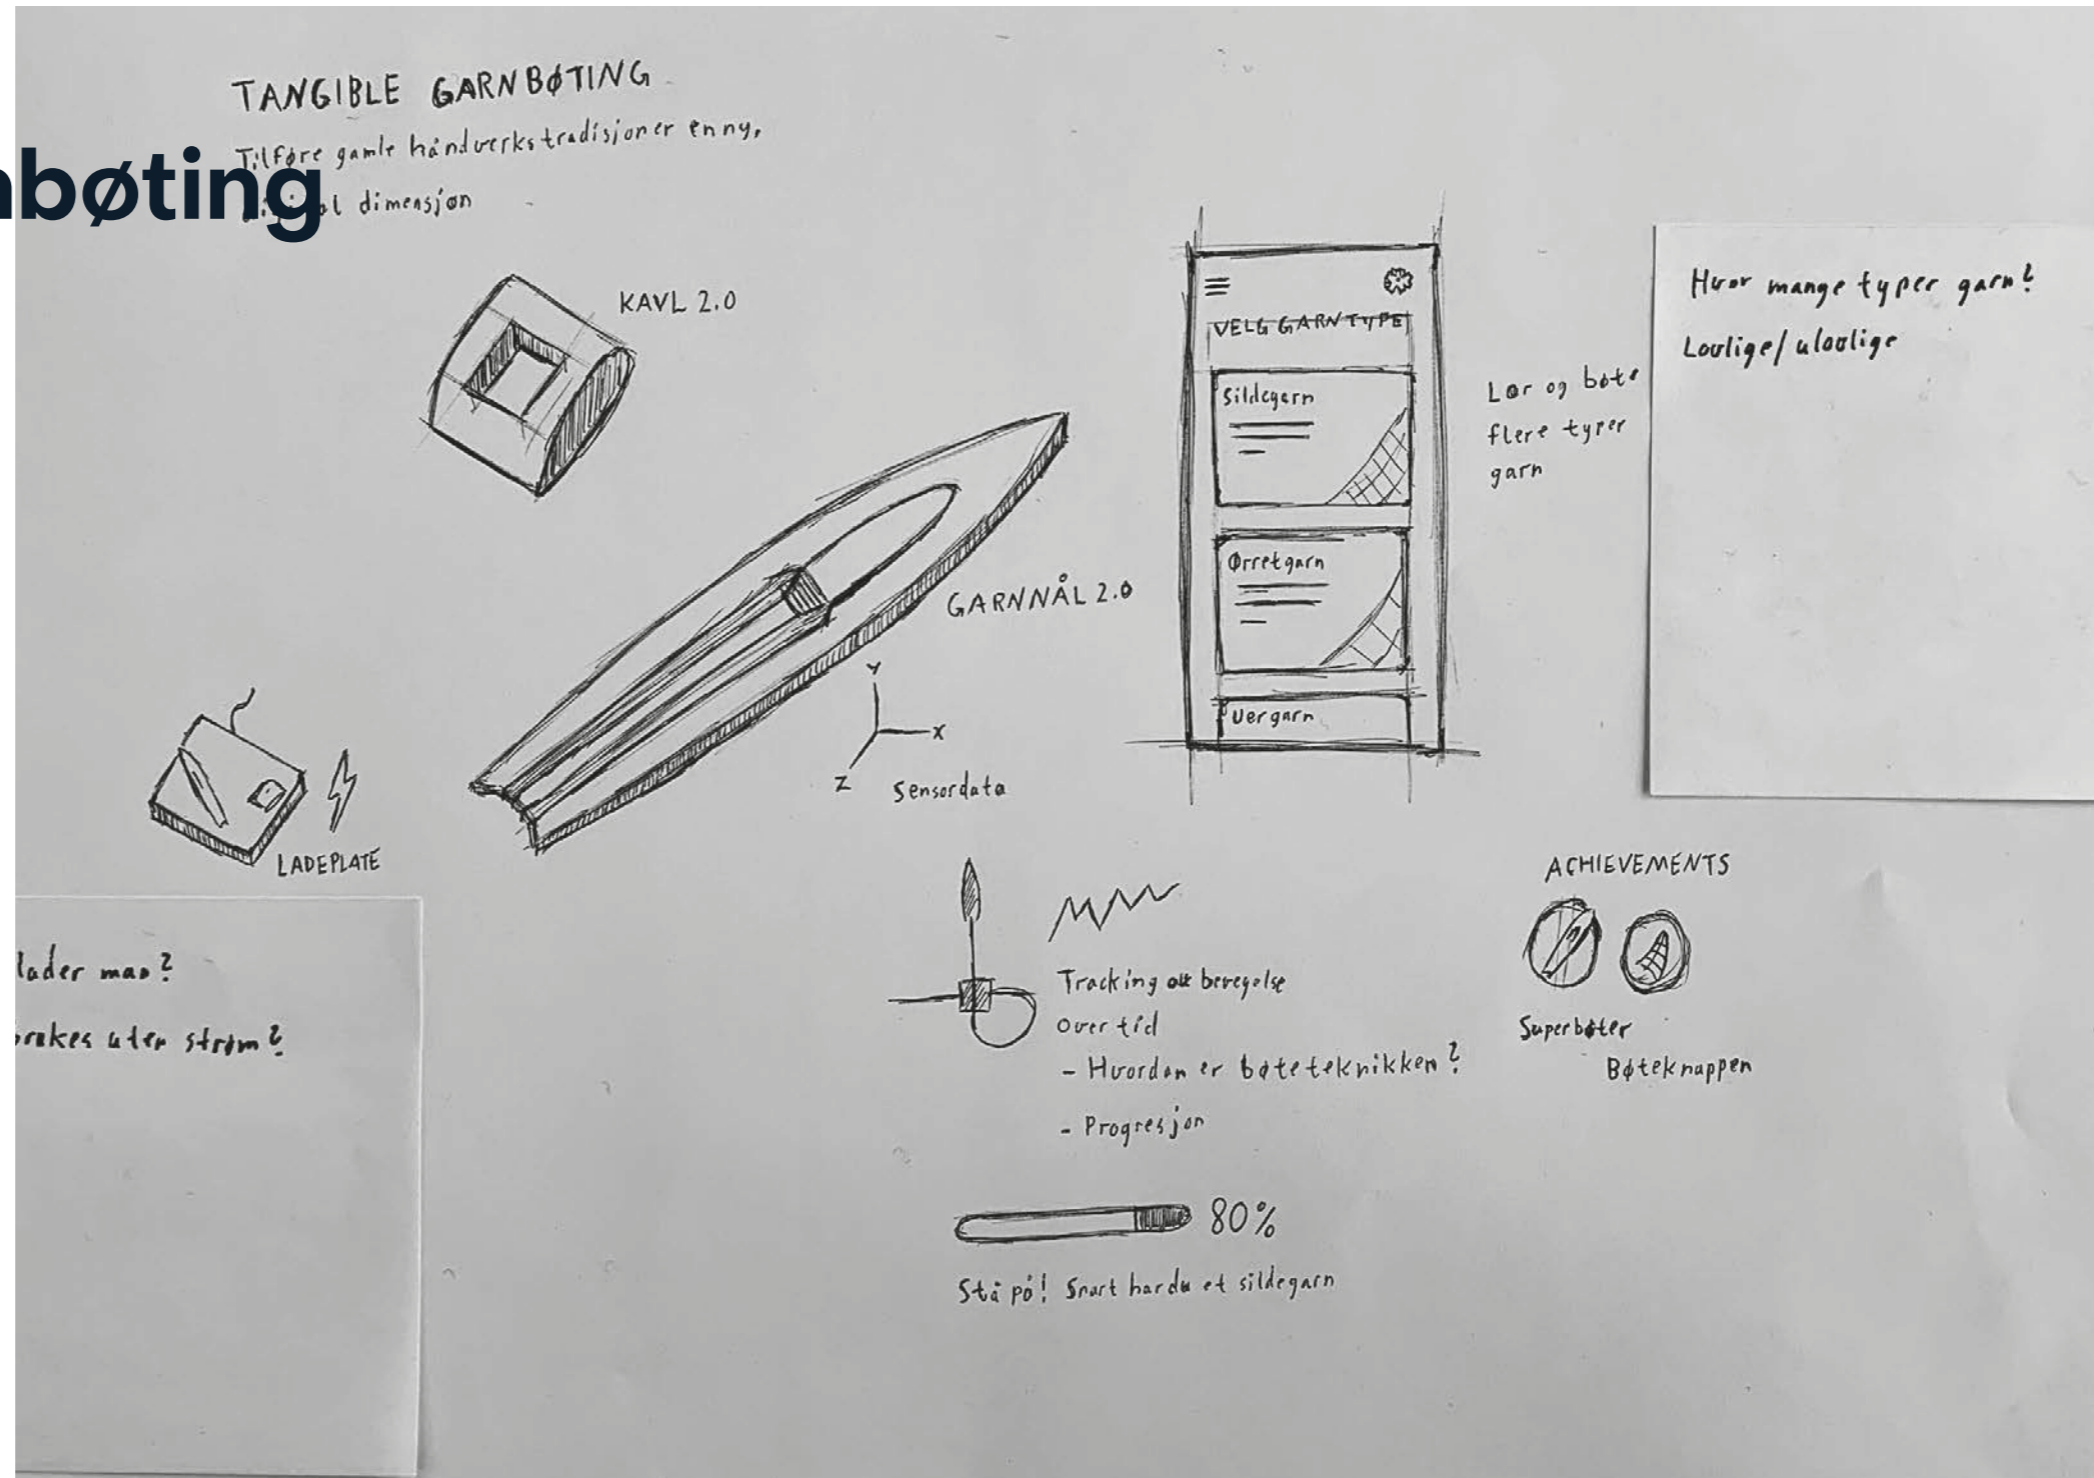 TANGIBLE GARNBØTING
Tilføre gamle håndverkstradisjoner en ny,
dimensjon
nbøting
KAVL 2.0
GARNNÅL 2.0
Y
X
Z
Sensordata
LADEPLATE
lader man?
brukes uten strøm?
VELG GARNTYPE
Sildegarn
Ørretgarn
Uergarn
Lær og bøte
flere typer
garn
Hvor mange typer garn?
Lovlige/ulovlige
Tracking av bevegelse
over tid
- Hvordan er bøteteknikken?
- Progresjon
80%
Stå på! Snart har du et sildegarn
ACHIEVEMENTS
Superbøter
Bøteknappen